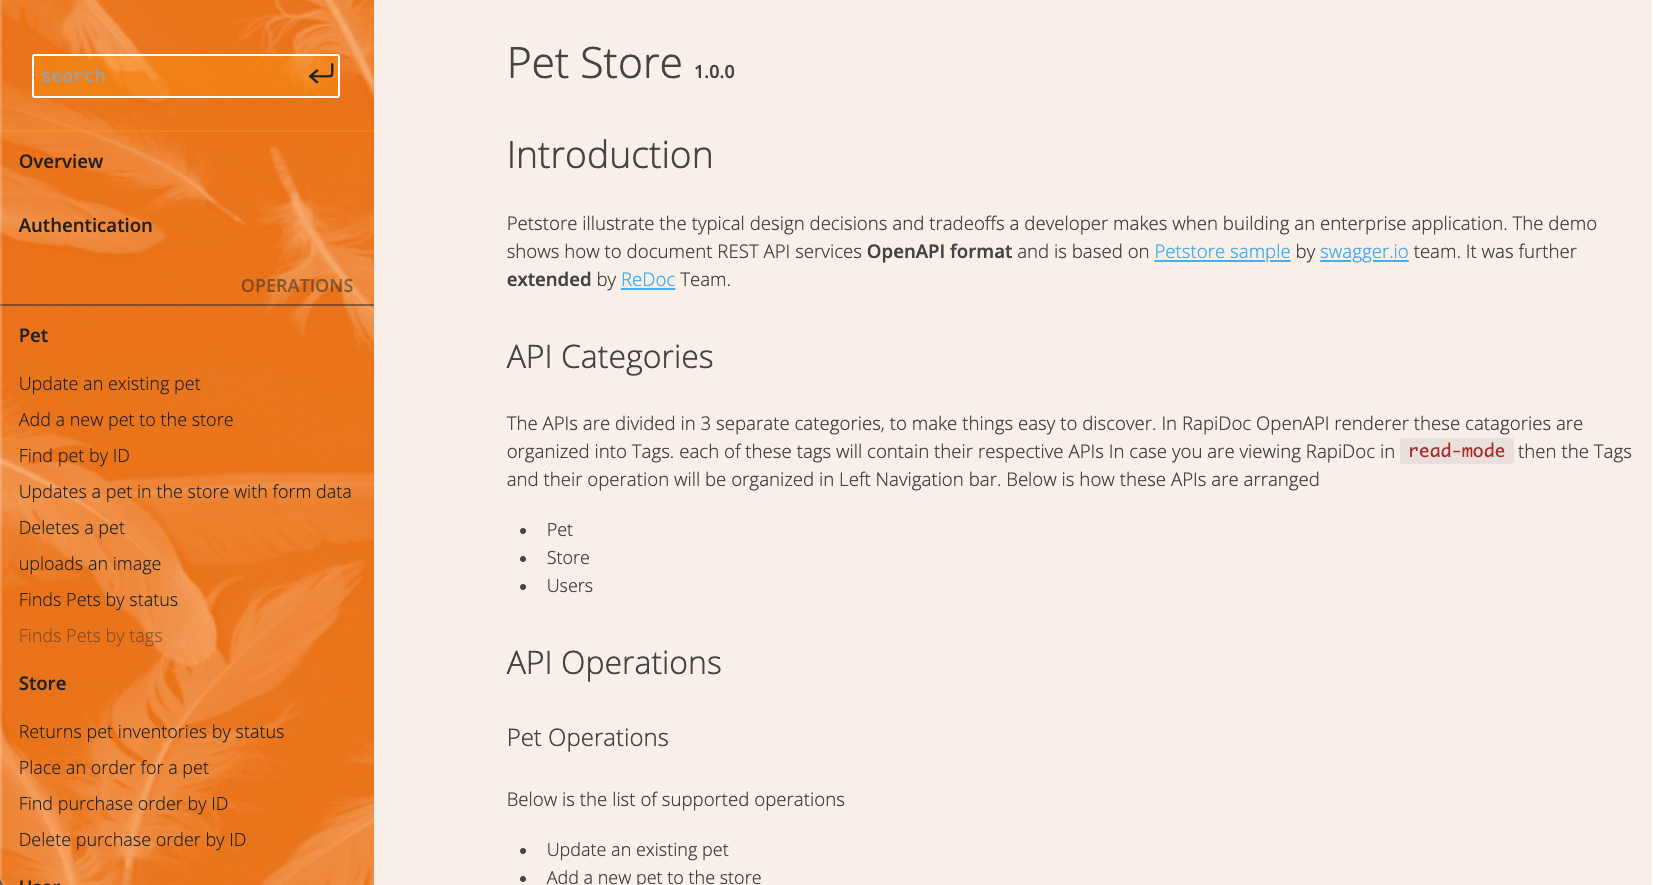 search
Overview
Authentication
OPERATIONS
Pet
Update an existing pet
Add a new pet to the store
Find pet by ID
Updates a pet in the store with form data
Deletes a pet
uploads an image
Finds Pets by status
Finds Pets by tags
Store
Returns pet inventories by status
Place an order for a pet
Find purchase order by ID
Delete purchase order by ID
User
Pet Store 1.0.0
Introduction
Petstore illustrate the typical design decisions and tradeoffs a developer makes when building an enterprise application. The demo
shows how to document REST API services OpenAPI format and is based on Petstore sample by swagger.io team. It was further
extended by ReDoc Team.
API Categories
The APIs are divided in 3 separate categories, to make things easy to discover. In RapiDoc OpenAPI renderer these catagories are
organized into Tags. each of these tags will contain their respective APIs In case you are viewing RapiDoc in read-mode then the Tags
and their operation will be organized in Left Navigation bar. Below is how these APIs are arranged
• Pet
• Store
• Users
API Operations
Pet Operations
Below is the list of supported operations
• Update an existing pet
• Add a new pet to the store